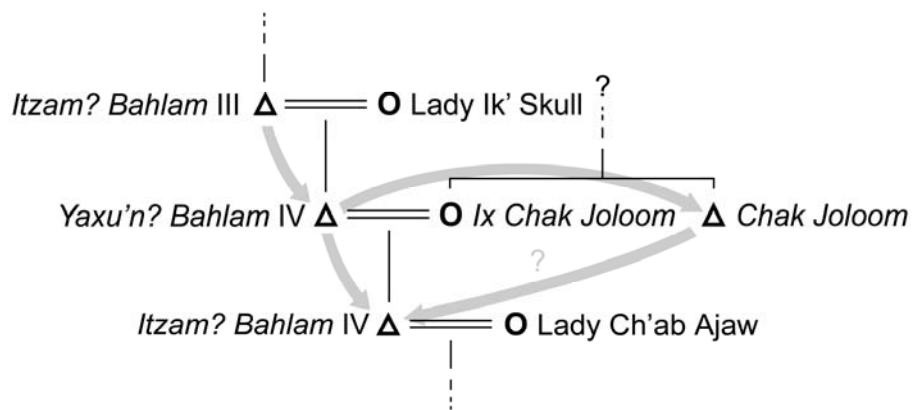 ?
Itzam? Bahlam III Δ O Lady Ik' Skull
Yaxu'n? Bahlam IV Δ O Ix Chak Joloom Δ Chak Joloom
?
Itzam? Bahlam IV Δ O Lady Ch'ab Ajaw